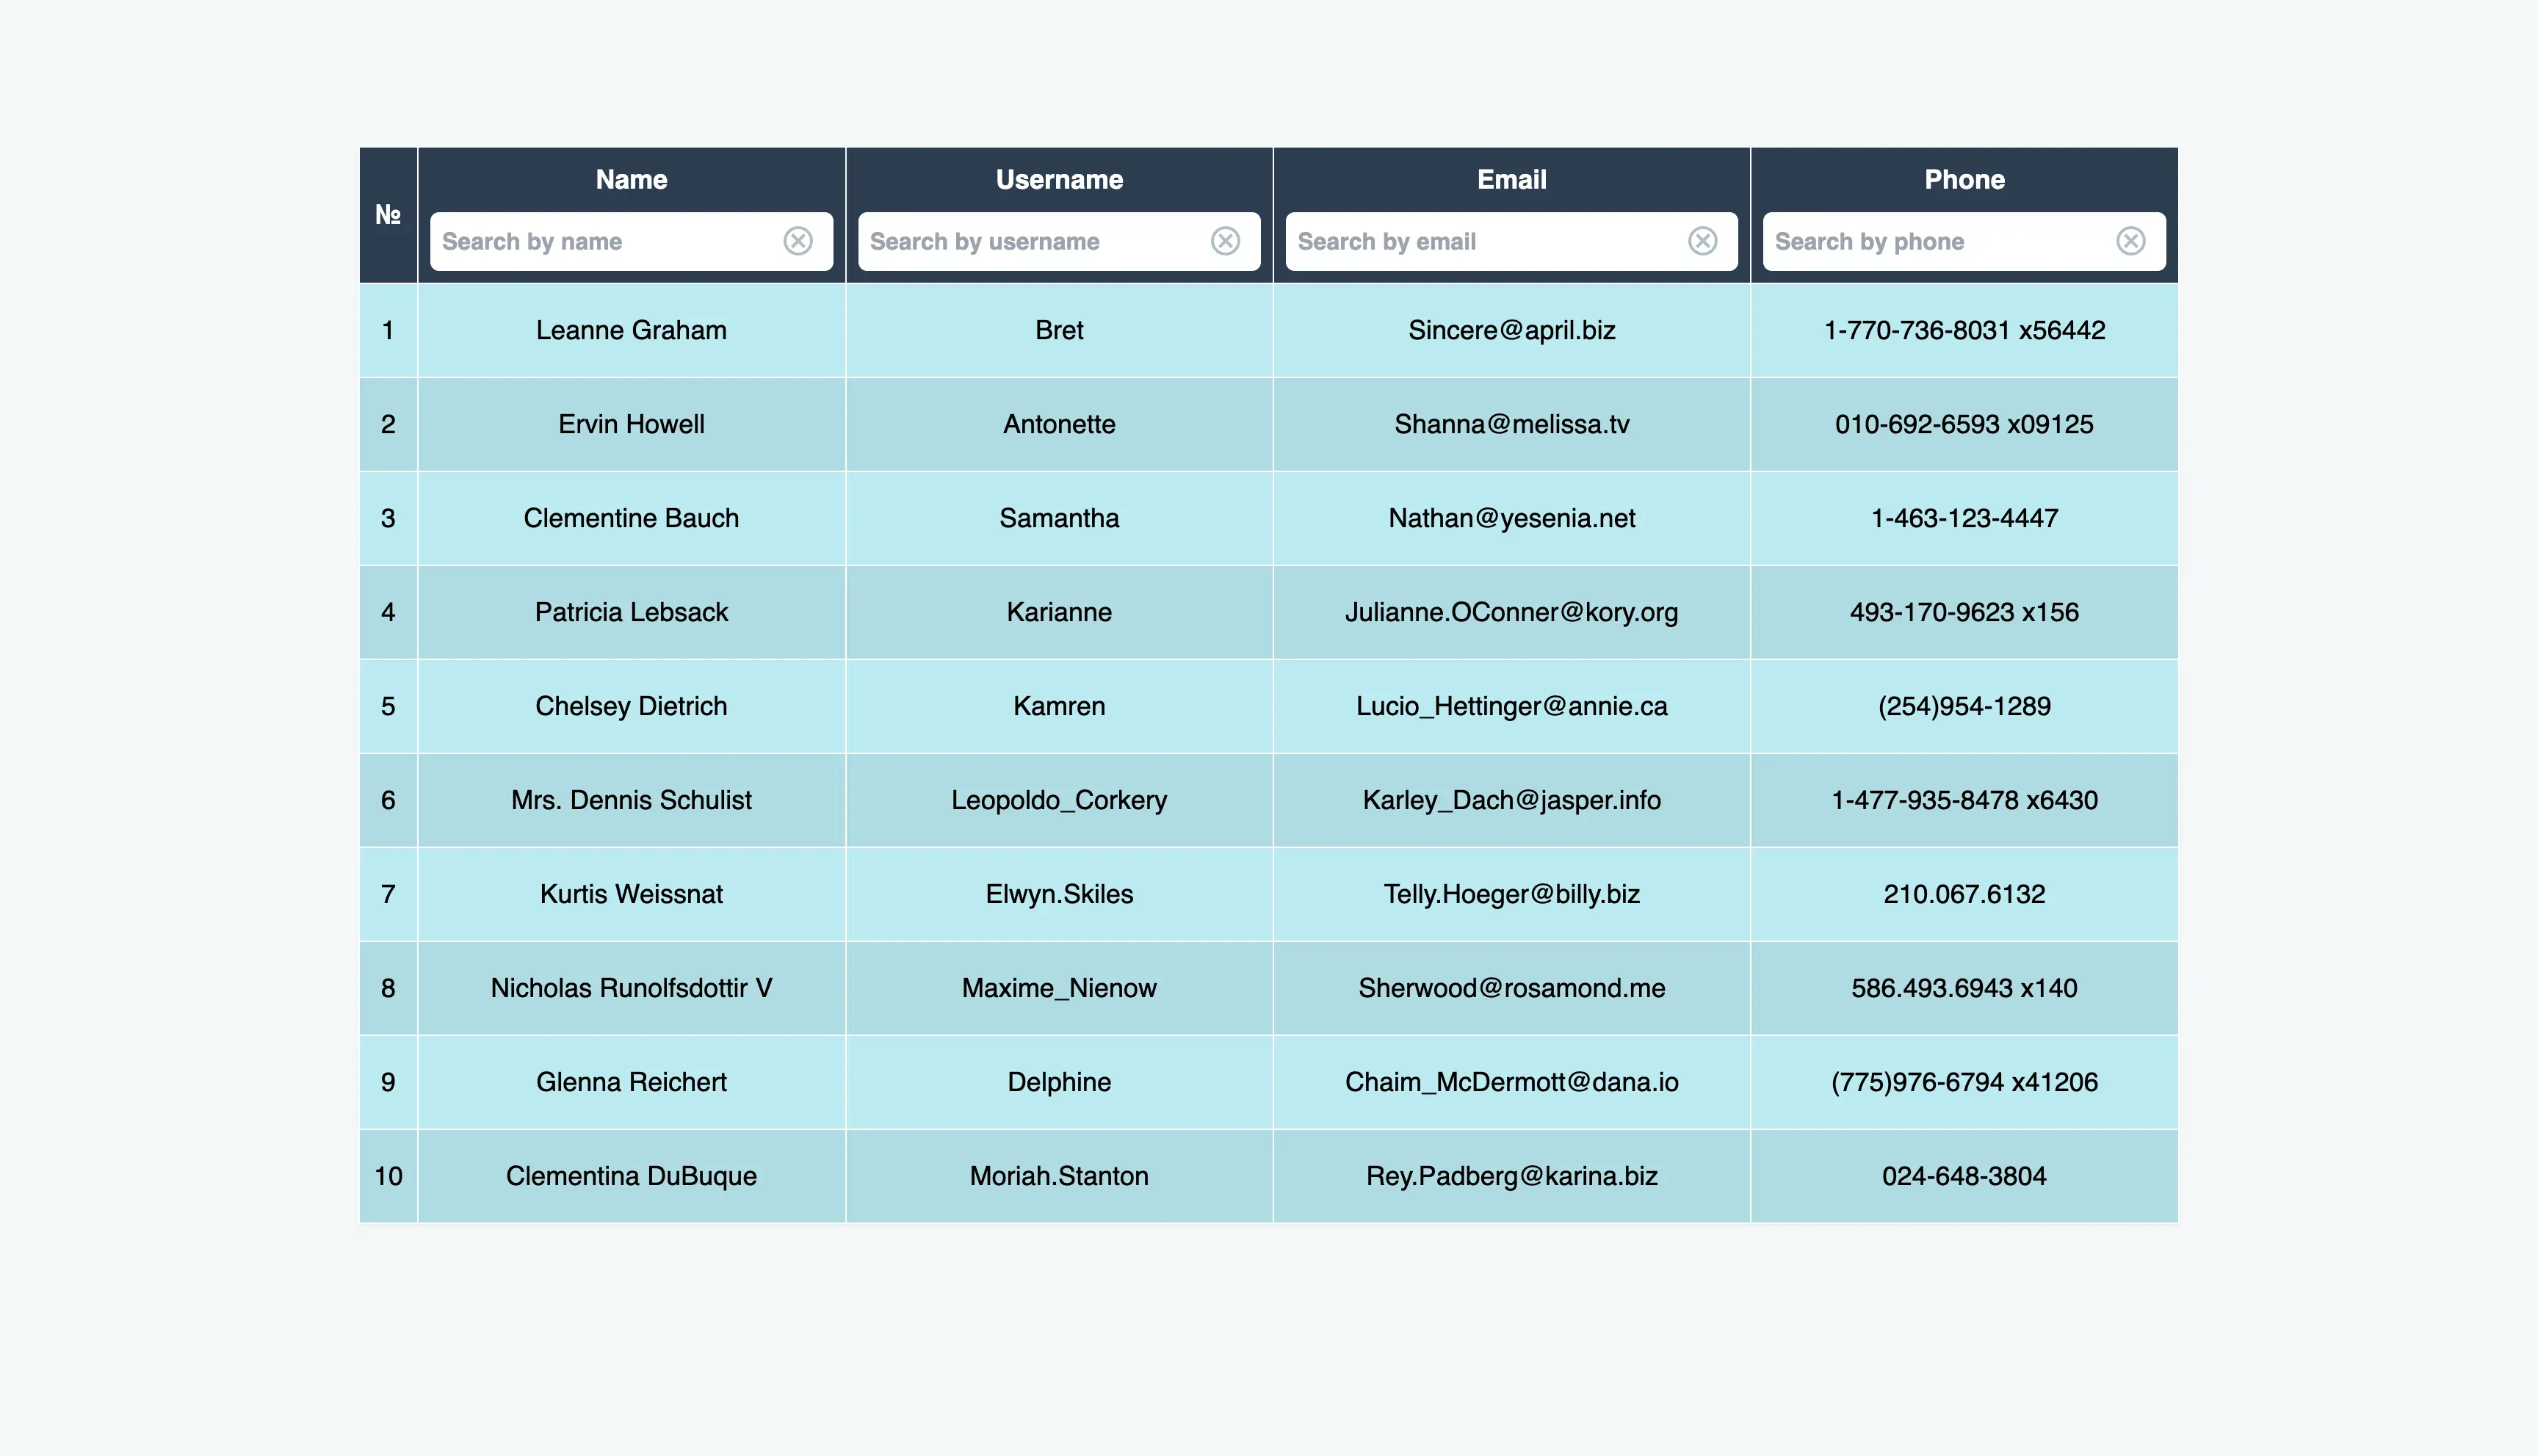 № Name Username Email Phone
Search by name Search by username Search by email Search by phone
1 Leanne Graham Bret Sincere@april.biz 1-770-736-8031 x56442
2 Ervin Howell Antonette Shanna@melissa.tv 010-692-6593 x09125
3 Clementine Bauch Samantha Nathan@yesenia.net 1-463-123-4447
4 Patricia Lebsack Karianne Julianne.OConner@kory.org 493-170-9623 x156
5 Chelsey Dietrich Kamren Lucio_Hettinger@annie.ca (254)954-1289
6 Mrs. Dennis Schulist Leopoldo_Corkery Karley_Dach@jasper.info 1-477-935-8478 x6430
7 Kurtis Weissnat Elwyn.Skiles Telly.Hoeger@billy.biz 210.067.6132
8 Nicholas Runolfsdottir V Maxime_Nienow Sherwood@rosamond.me 586.493.6943 x140
9 Glenna Reichert Delphine Chaim_McDermott@dana.io (775)976-6794 x41206
10 Clementina DuBuque Moriah.Stanton Rey.Padberg@karina.biz 024-648-3804